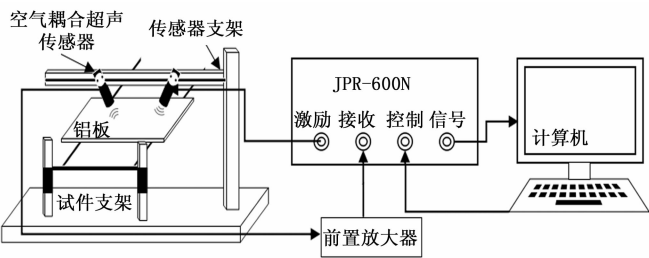 空气耦合超声
传感器
传感器支架
JPR-600N
激励 接收 控制 信号
铝板
计算机
试件支架
前置放大器